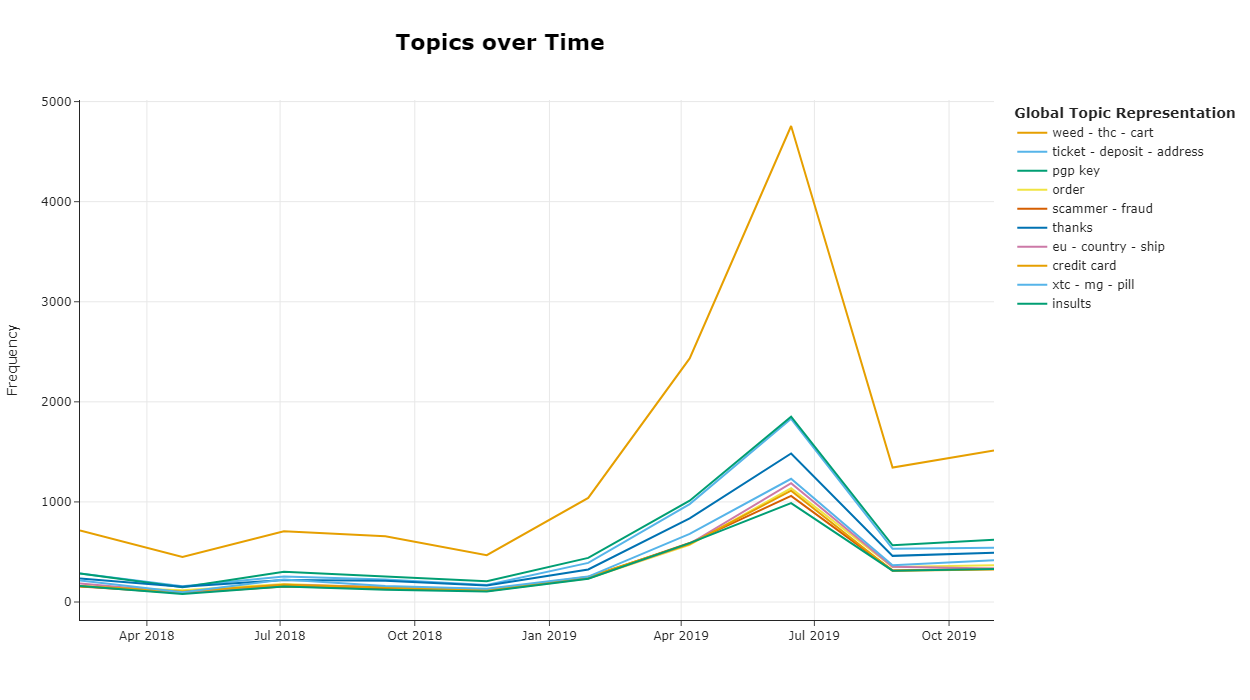 Topics over Time
5000
4000
3000
2000
1000
0
Frequency
Apr 2018
Jul 2018
Oct 2018
Jan 2019
Apr 2019
Jul 2019
Oct 2019
Global Topic Representation
weed - thc - cart
ticket - deposit - address
pgp key
order
scammer - fraud
thanks
eu - country - ship
credit card
xtc - mg - pill
insults